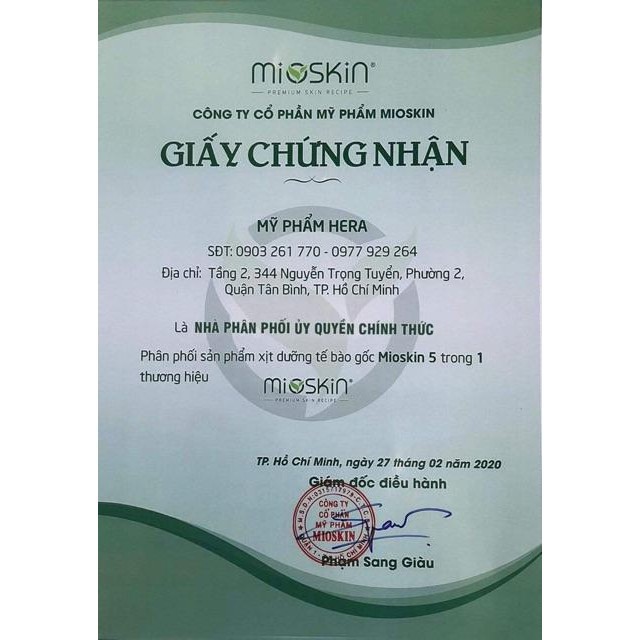 MIOSKIN®
PREMIUM SKIN RECIPE
CÔNG TY CỔ PHẦN MỸ PHẨM MIOSKIN
GIẤY CHỨNG NHẬN
MỸ PHẨM HERA
SĐT: 0903 261 770 - 0977 929 264
Địa chỉ: Tầng 2, 344 Nguyễn Trọng Tuyển, Phường 2,
Quận Tân Bình, TP. Hồ Chí Minh
Là NHÀ PHÂN PHỐI ỦY QUYỀN CHÍNH THỨC
Phân phối sản phẩm xịt dưỡng tế bào gốc Mioskin 5 trong 1
thương hiệu MIOSKIN®
PREMIUM SKIN RECIPE
TP. Hồ Chí Minh, ngày 27 tháng 02 năm 2020
Giám đốc điều hành
CÔNG TY
CỔ PHẦN
MỸ PHẨM
MIOSKIN
Phạm Sang Giàu